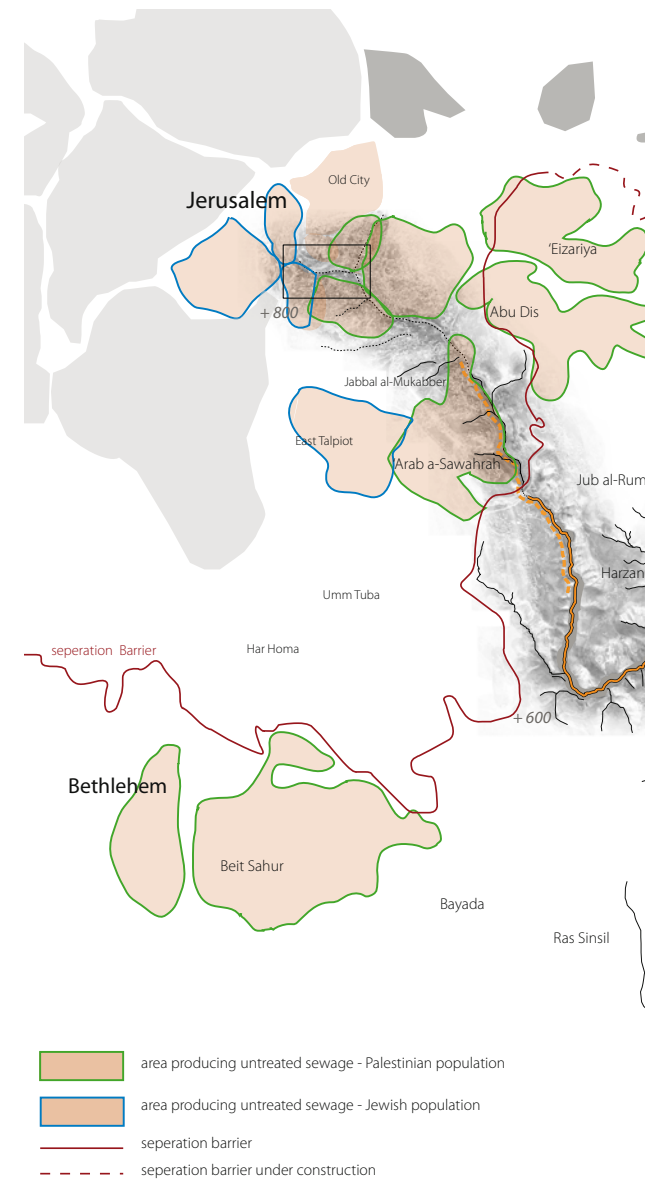 Old City
Jerusalem
'Eizariya
+ 800
Abu Dis
Jabbal al-Mukabber
East Talpiot
'Arab a-Sawahrah
Jub al-Rum
Harzan
Umm Tuba
seperation Barrier
Har Homa
+ 600
Bethlehem
Beit Sahur
Bayada
Ras Sinsil
area producing untreated sewage - Palestinian population
area producing untreated sewage - Jewish population
seperation barrier
seperation barrier under construction